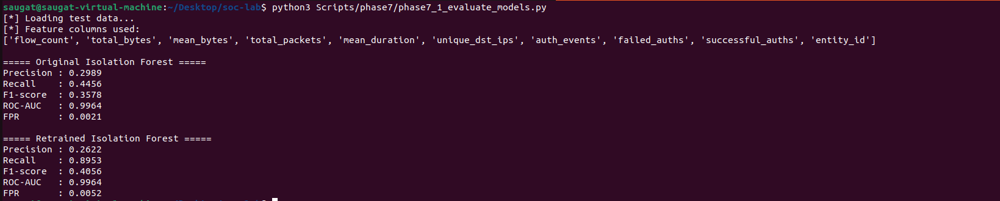 saugat@saugat-virtual-machine:~/Desktop/soc-lab$ python3 Scripts/phase7/phase7_1_evaluate_models.py
[*] Loading test data...
[*] Feature columns used:
['flow_count', 'total_bytes', 'mean_bytes', 'total_packets', 'mean_duration', 'unique_dst_ips', 'auth_events', 'failed_auths', 'successful_auths', 'entity_id']
===== Original Isolation Forest =====
Precision : 0.2989
Recall    : 0.4456
F1-score  : 0.3578
ROC-AUC   : 0.9964
FPR       : 0.0021
===== Retrained Isolation Forest =====
Precision : 0.2622
Recall    : 0.8953
F1-score  : 0.4056
ROC-AUC   : 0.9964
FPR       : 0.0052